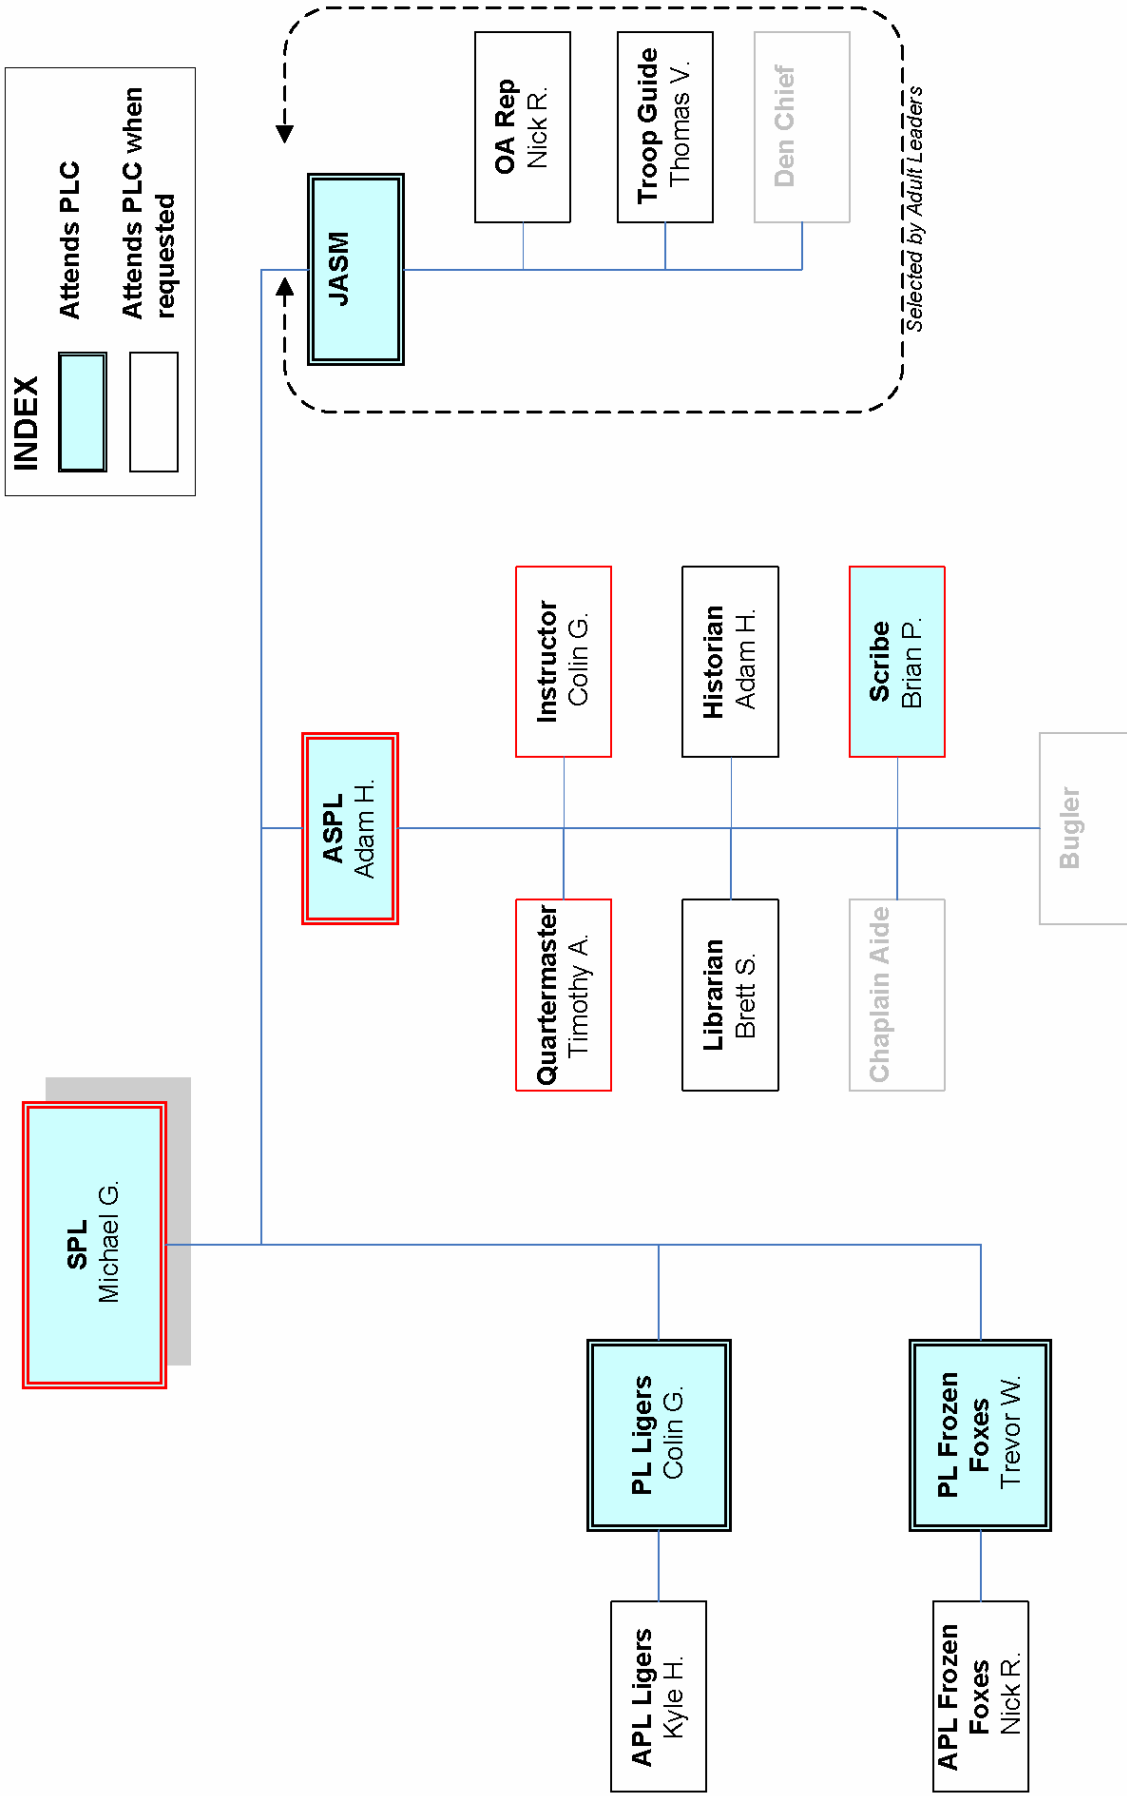 SPL
Michael G.
INDEX
Attends PLC
Attends PLC when
requested
ASPL
Adam H.
JASM
Quartermaster
Timothy A.
Instructor
Colin G.
OA Rep
Nick R.
APL Ligers
Kyle H.
PL Ligers
Colin G.
Librarian
Brett S.
Historian
Adam H.
Troop Guide
Thomas V.
Chaplain Aide
Scribe
Brian P.
Den Chief
Selected by Adult Leaders
APL Frozen
Foxes
Nick R.
PL Frozen
Foxes
Trevor W.
Bugler